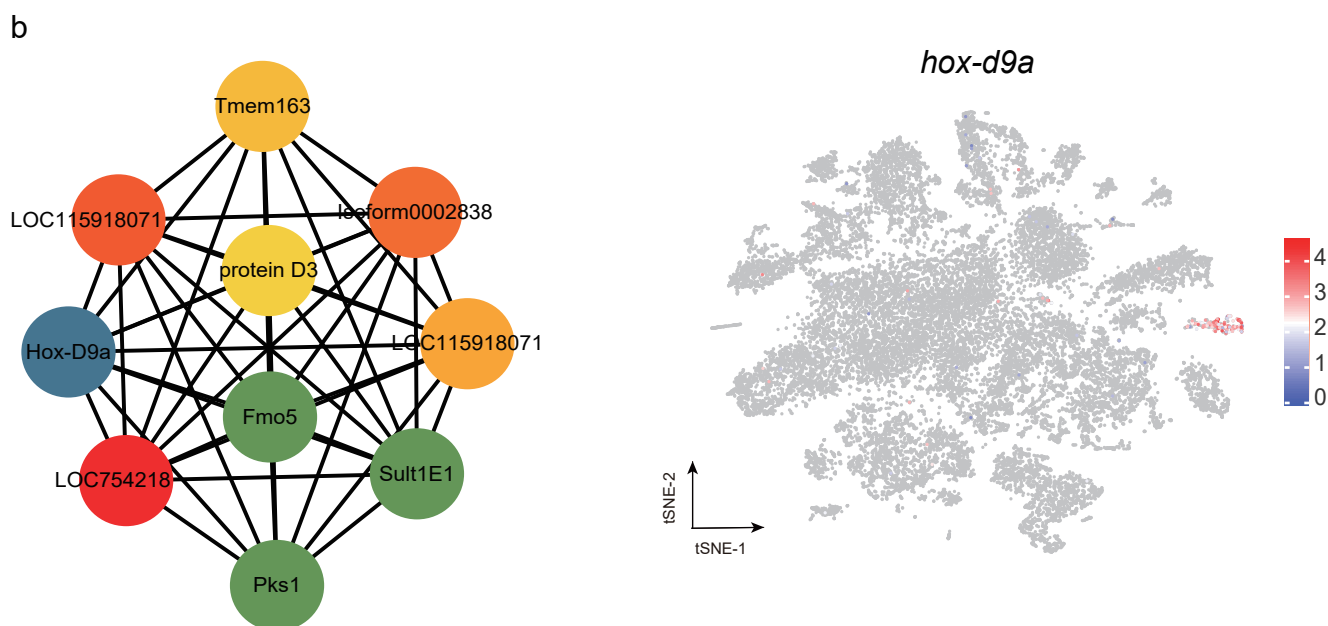 b
Tmem163
LOC115918071
Isoform0002838
protein D3
Hox-D9a
LOC115918071
Fmo5
LOC754218
Sult1E1
Pks1
hox-d9a
4
3
2
1
0
tSNE-2
tSNE-1